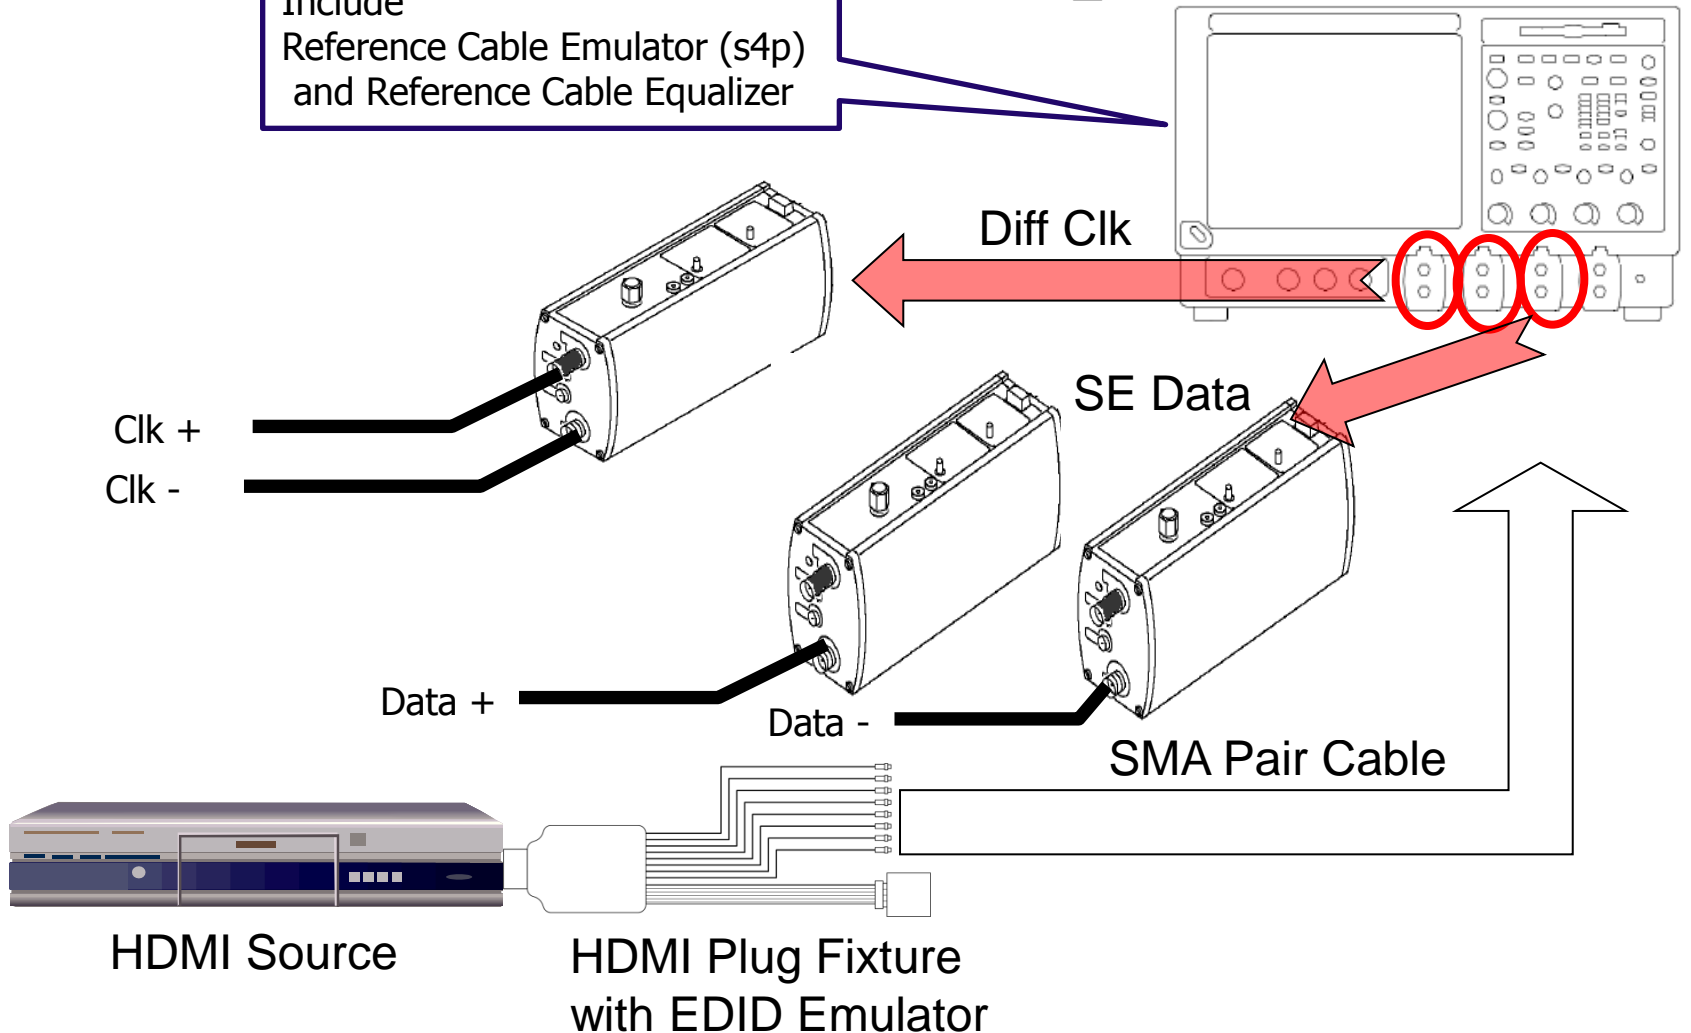 Include
Reference Cable Emulator (s4p)
and Reference Cable Equalizer
Diff Clk
SE Data
Clk +
Clk -
Data +
Data -
SMA Pair Cable
HDMI Source
HDMI Plug Fixture
with EDID Emulator